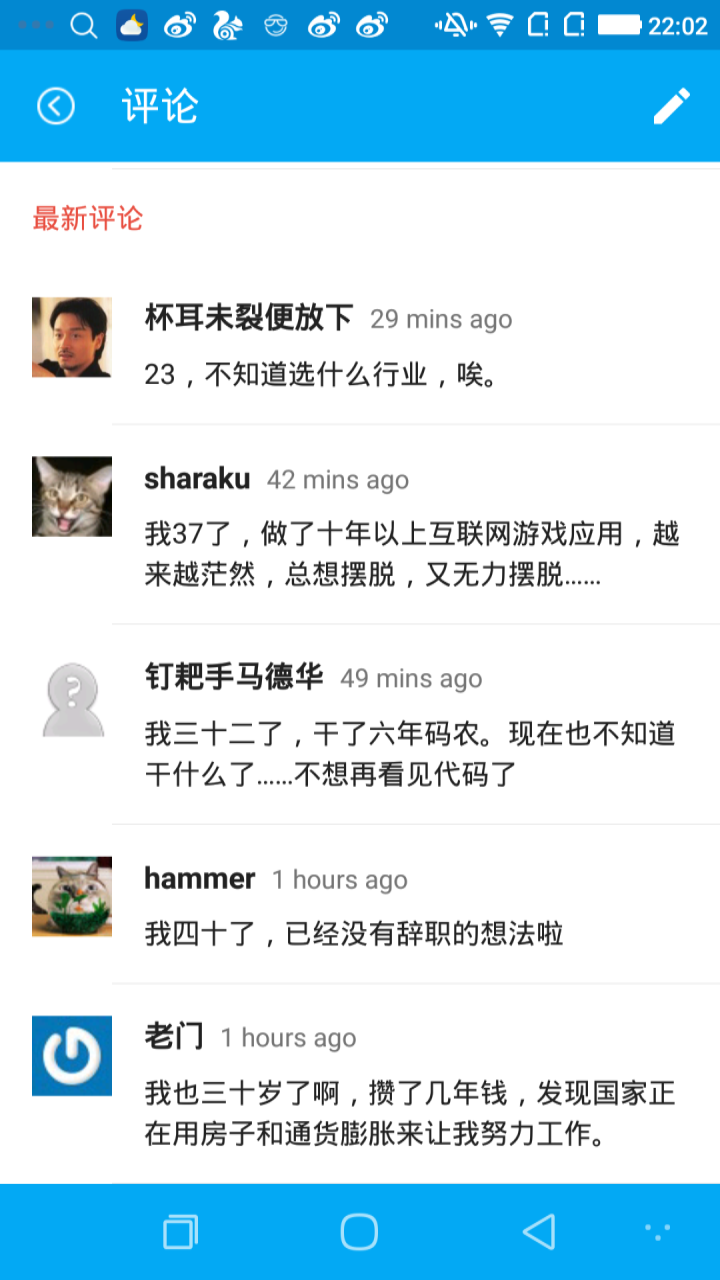 22:02
评论
最新评论
杯耳未裂便放下 29 mins ago
23，不知道选什么行业，唉。
sharaku 42 mins ago
我37了，做了十年以上互联网游戏应用，越
来越茫然，总想摆脱，又无力摆脱……
钉耙手马德华 49 mins ago
我三十二了，干了六年码农。现在也不知道
干什么了……不想再看见代码了
hammer 1 hours ago
我四十了，已经没有辞职的想法啦
老门 1 hours ago
我也三十岁了啊，攒了几年钱，发现国家正
在用房子和通货膨胀来让我努力工作。